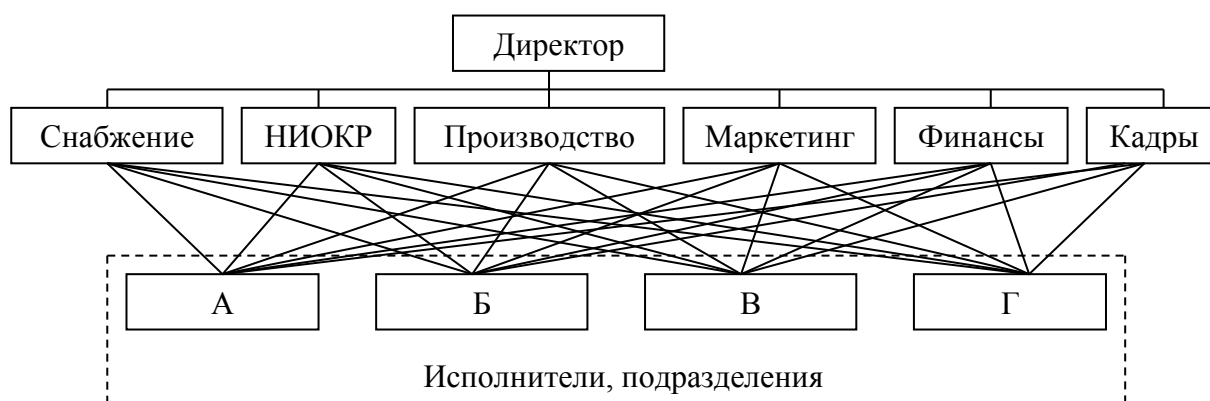 Директор
Снабжение НИОКР Производство Маркетинг Финансы Кадры
А Б В Г
Исполнители, подразделения